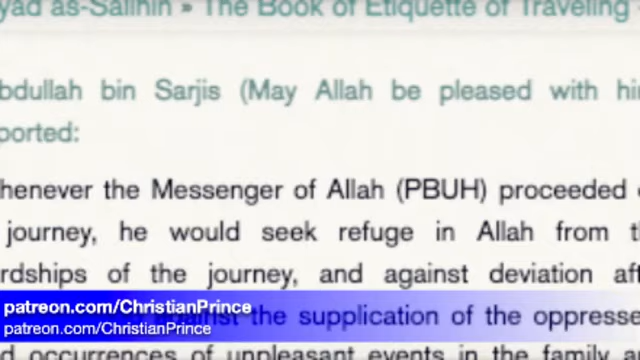 yad as-Salihin » The Book of Etiquette of Traveling
bdullah bin Sarjis (May Allah be pleased with hi
ported:
henever the Messenger of Allah (PBUH) proceeded
journey, he would seek refuge in Allah from t
rdships of the journey, and against deviation aft
against the supplication of the oppresse
d occurrences of unpleasant events in the family a
patreon.com/ChristianPrince
patreon.com/ChristianPrince